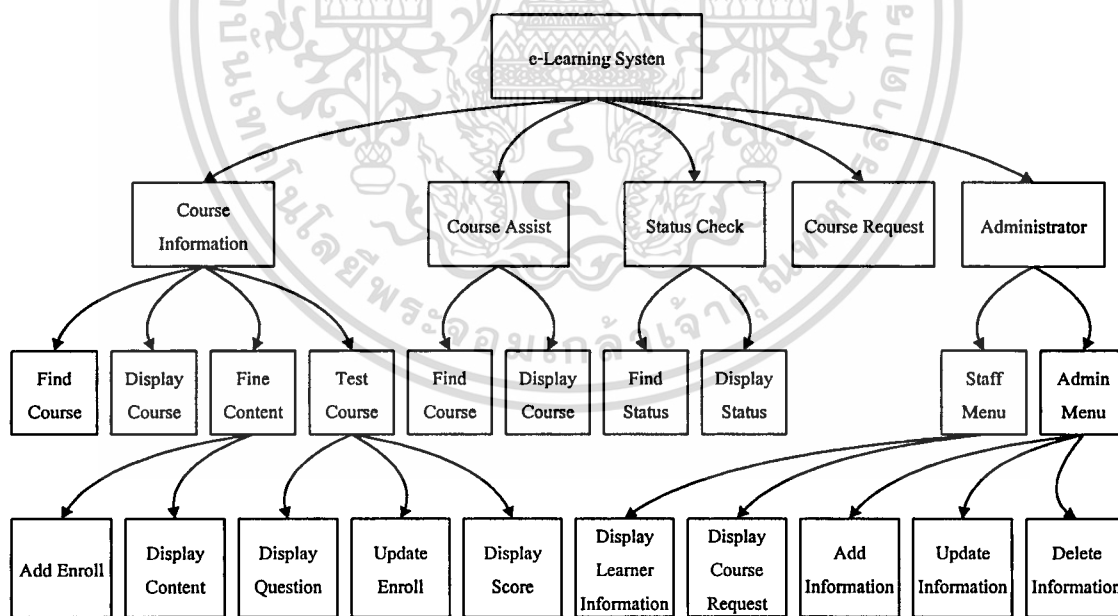 e-Learning Systen
Course
Information
Course Assist
Status Check
Course Request
Administrator
Find
Course
Display
Course
Fine
Content
Test
Course
Find
Course
Display
Course
Find
Status
Display
Status
Staff
Menu
Admin
Menu
Add Enroll
Display
Content
Display
Question
Update
Enroll
Display
Score
Display
Learner
Information
Display
Course
Request
Add
Information
Update
Information
Delete
Information